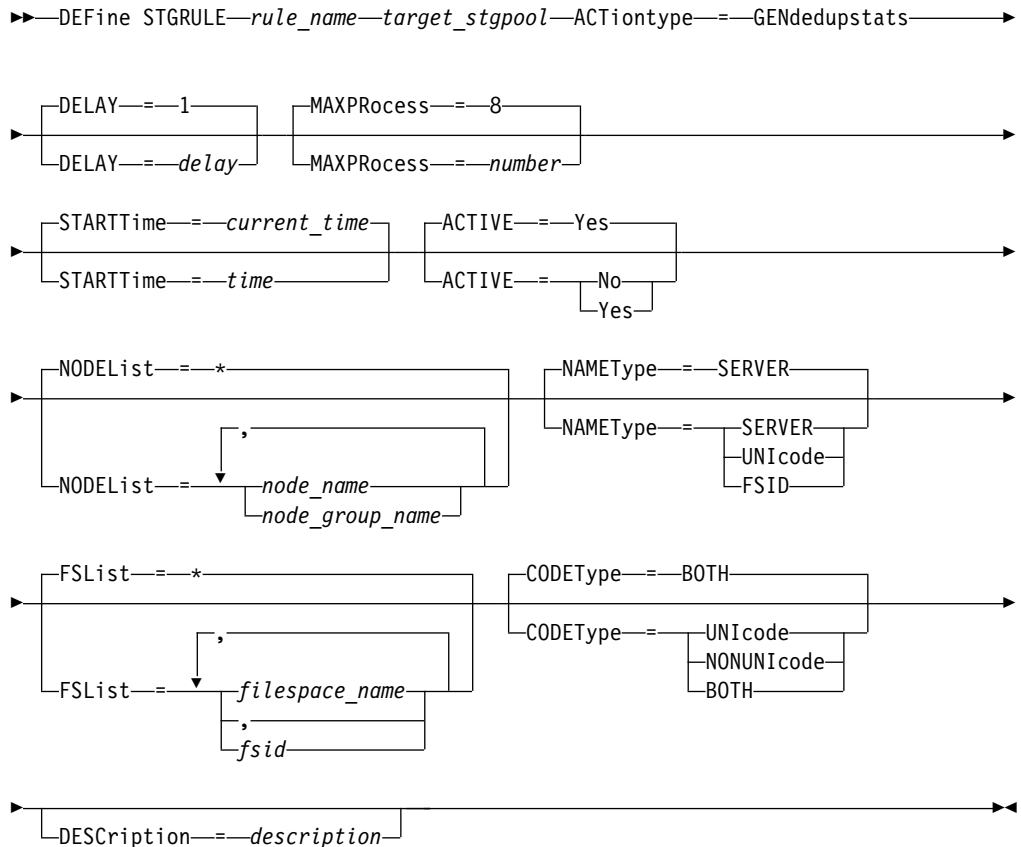 DEFine STGRULE rule_name target_stgpool ACTiontype = GENdedupstats
DELAY = 1 MAXPRocess = 8
DELAY = delay MAXPRocess = number
STARTTime = current_time ACTIVE = Yes
STARTTime = time ACTIVE = No
Yes
NODEList = * NAMEType = SERVER
, NAMEType = SERVER
UNIcode
NODEList = node_name FSID
node_group_name
FSList = * CODEType = BOTH
, CODEType = UNIcode
NONUNIcode
FSList = filespace_name BOTH
,
fsid
DESCription = description